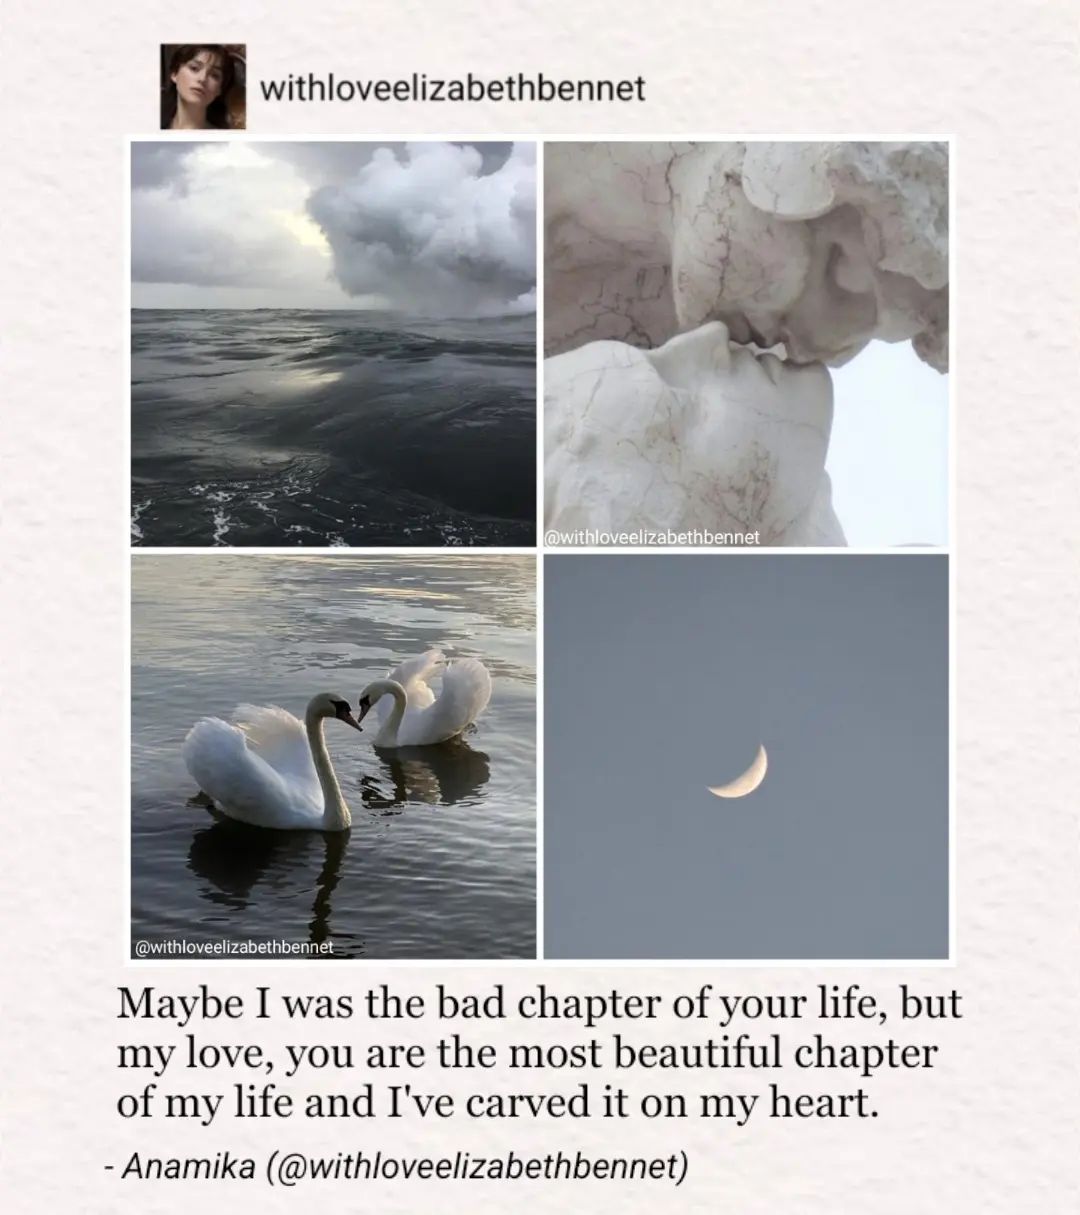 withloveelizabethbennet
@withloveelizabethbennet
@withloveelizabethbennet
Maybe I was the bad chapter of your life, but
my love, you are the most beautiful chapter
of my life and I've carved it on my heart.
- Anamika (@withloveelizabethbennet)